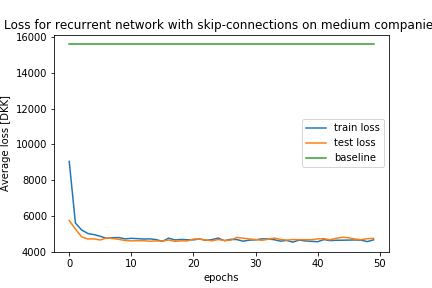 Loss for recurrent network with skip-connections on medium companie
16000
14000
12000
10000
8000
6000
4000
Average loss [DKK]
train loss
test loss
baseline
0 10 20 30 40 50
epochs